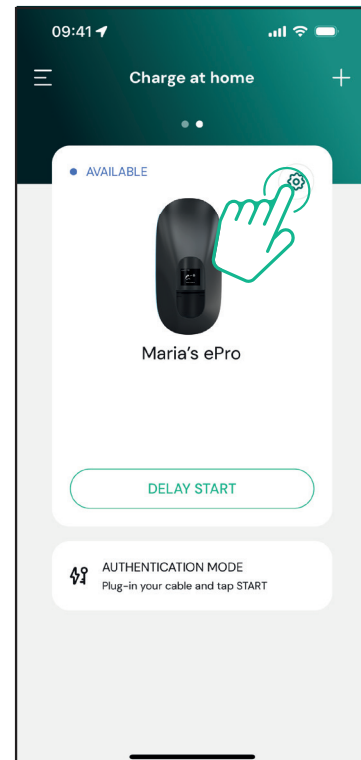 09:41
Charge at home
AVAILABLE
Maria's ePro
DELAY START
AUTHENTICATION MODE
Plug-in your cable and tap START